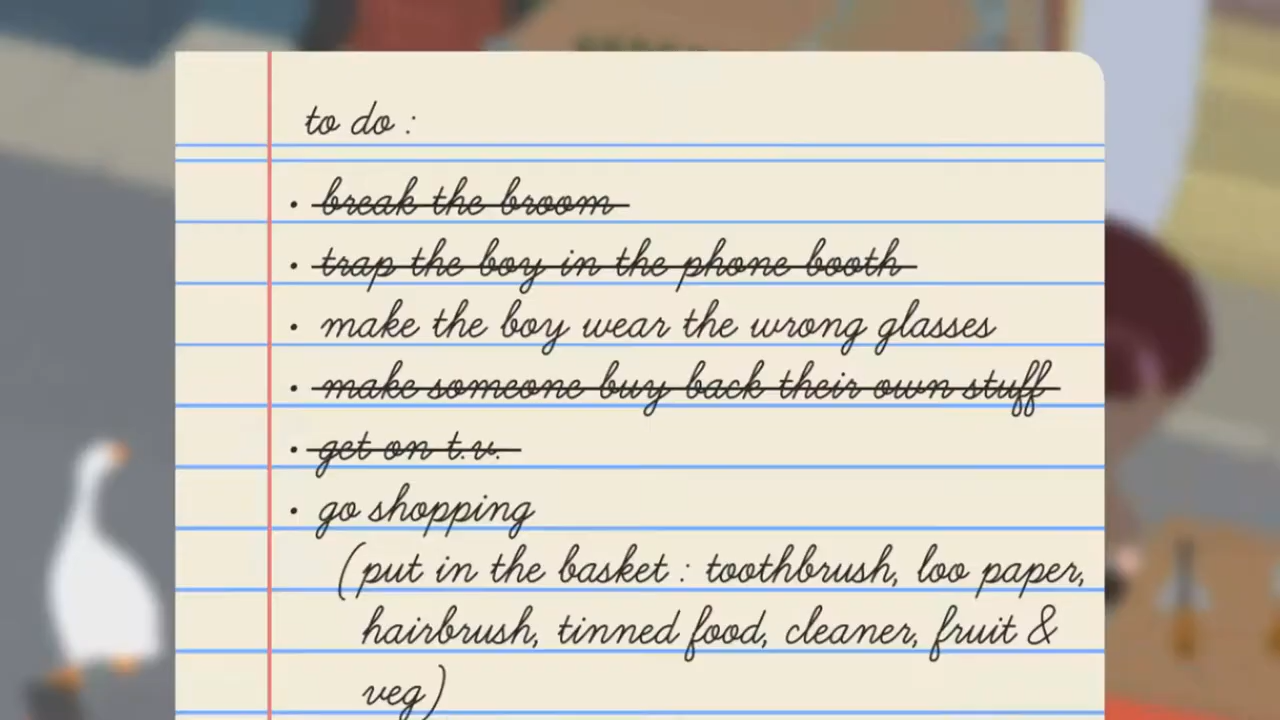 to do :
• break the broom
• trap the boy in the phone booth
• make the boy wear the wrong glasses
• make someone buy back their own stuff
• get on t.v.
• go shopping
(put in the basket : toothbrush, loo paper,
hairbrush, tinned food, cleaner, fruit &
veg)